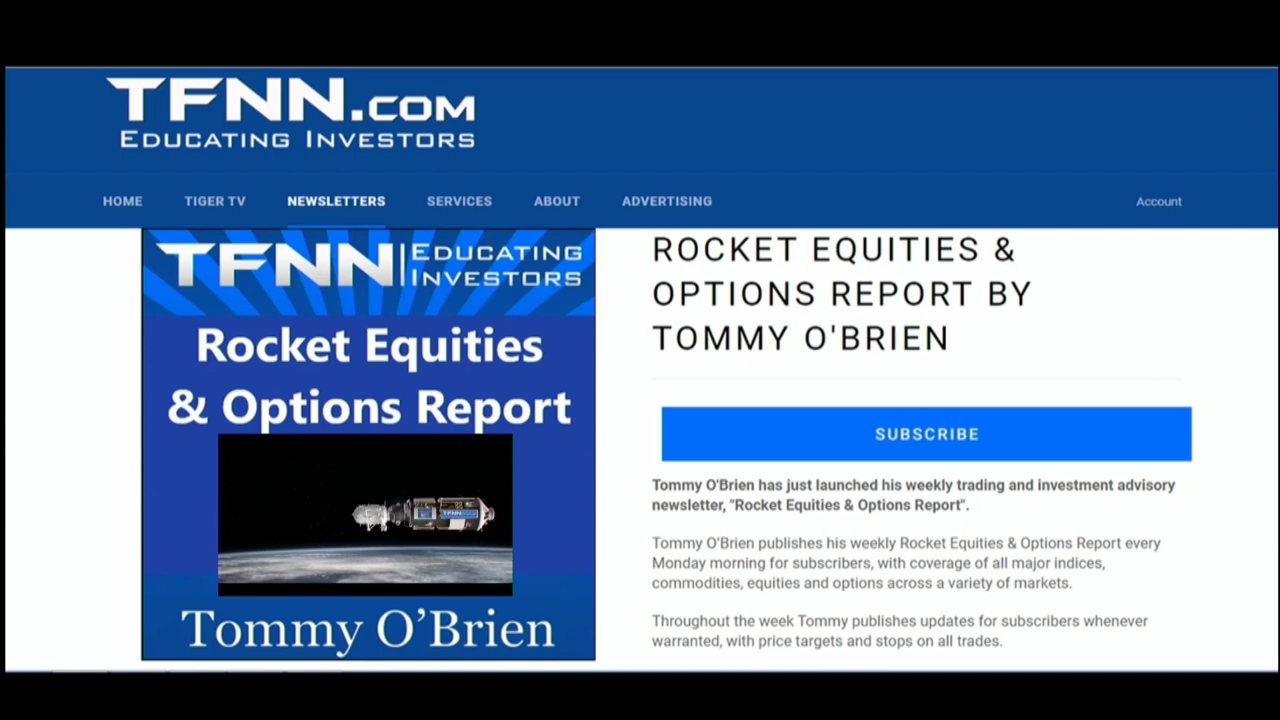 TFNN.COM
EDUCATING INVESTORS
HOME TIGER TV NEWSLETTERS SERVICES ABOUT ADVERTISING Account
TFNN EDUCATING
INVESTORS
Rocket Equities
& Options Report
TFNN
Tommy O’Brien
ROCKET EQUITIES &
OPTIONS REPORT BY
TOMMY O'BRIEN
SUBSCRIBE
Tommy O'Brien has just launched his weekly trading and investment advisory
newsletter, "Rocket Equities & Options Report".
Tommy O’Brien publishes his weekly Rocket Equities & Options Report every
Monday morning for subscribers, with coverage of all major indices,
commodities, equities and options across a variety of markets.
Throughout the week Tommy publishes updates for subscribers whenever
warranted, with price targets and stops on all trades.